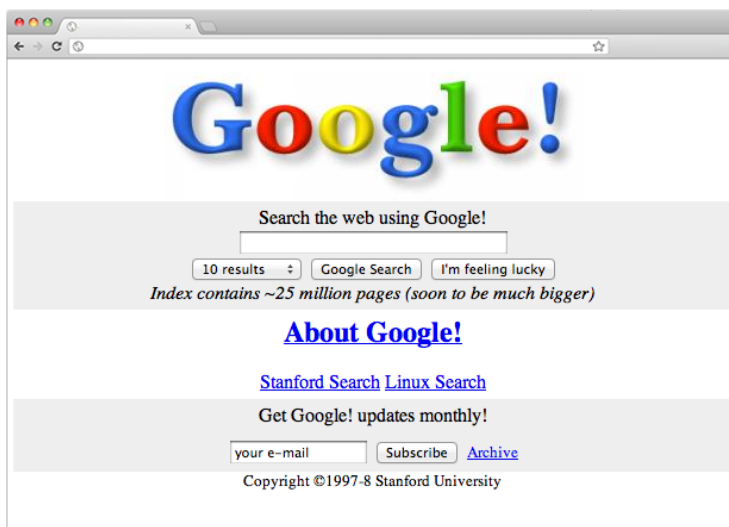 Google!
Search the web using Google!
10 results Google Search I'm feeling lucky
Index contains ~25 million pages (soon to be much bigger)
About Google!
Stanford Search Linux Search
Get Google! updates monthly!
your e-mail Subscribe Archive
Copyright ©1997-8 Stanford University